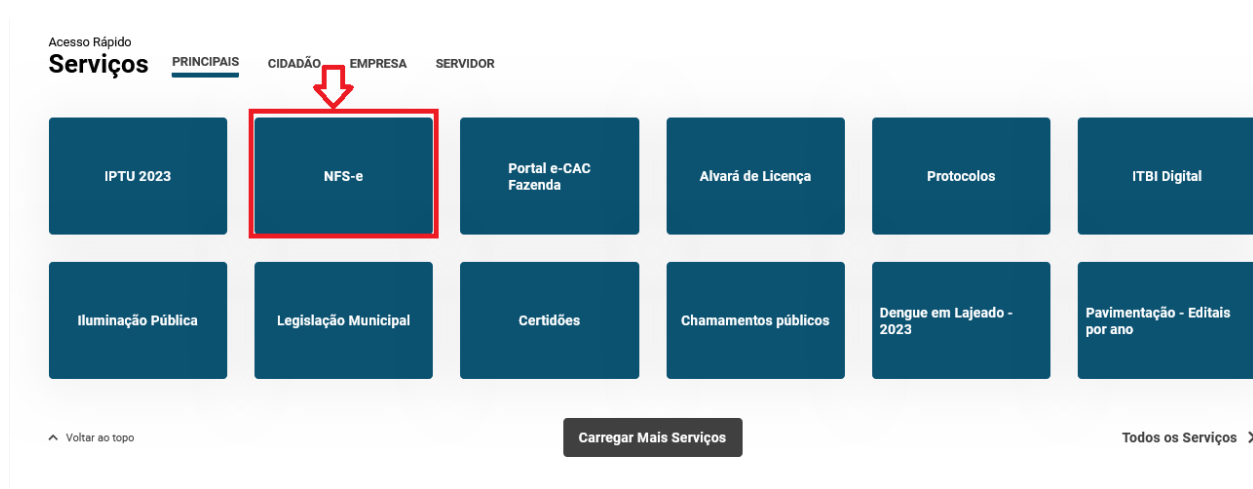 Acesso Rápido
Serviços PRINCIPAIS CIDADÃO EMPRESA SERVIDOR
IPTU 2023
NFS-e
Portal e-CAC
Fazenda
Alvará de Licença
Protocolos
ITBI Digital
Iluminação Pública
Legislação Municipal
Certidões
Chamamentos públicos
Dengue em Lajeado -
2023
Pavimentação - Editais
por ano
Voltar ao topo
Carregar Mais Serviços
Todos os Serviços